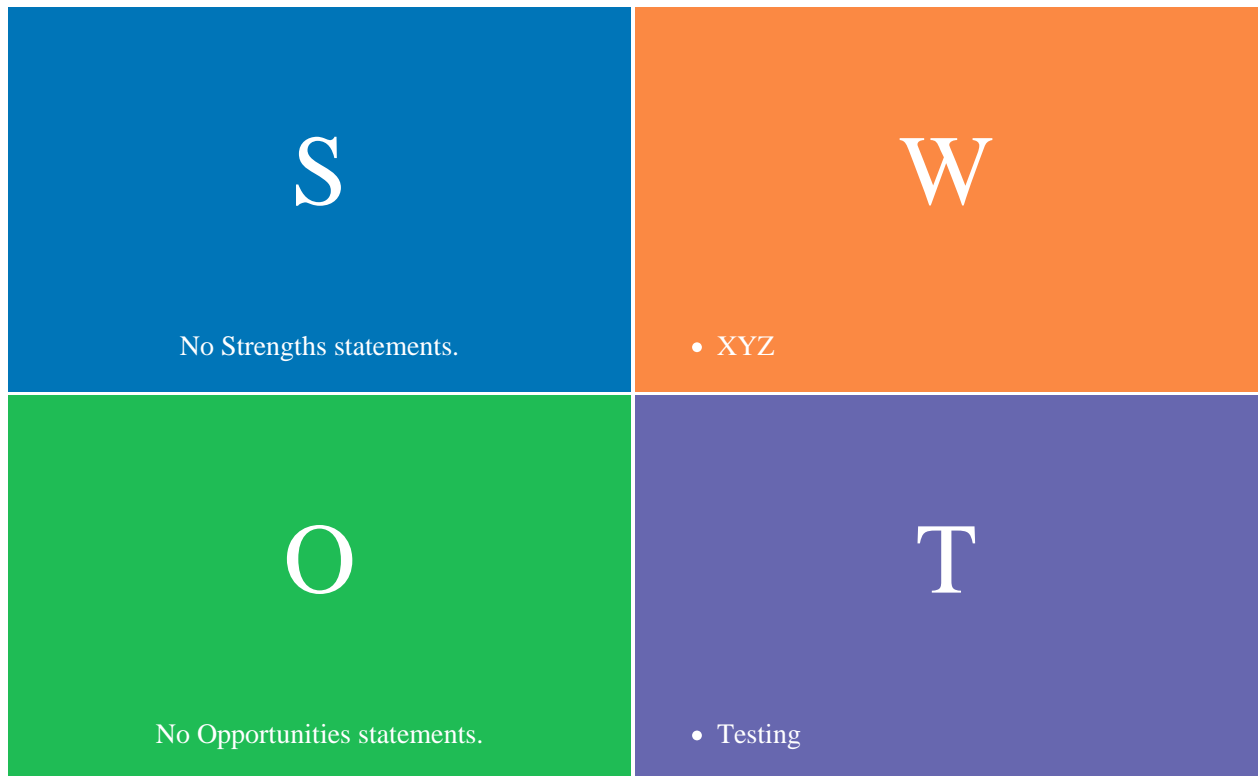 S
No Strengths statements.
W
• XYZ
O
No Opportunities statements.
T
• Testing